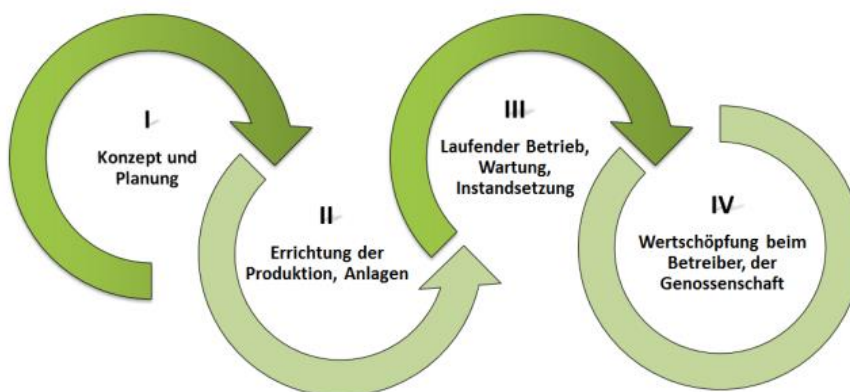 I
Konzept und
Planung
II
Errichtung der
Produktion, Anlagen
III
Laufender Betrieb,
Wartung,
Instandsetzung
IV
Wertschöpfung beim
Betreiber, der
Genossenschaft